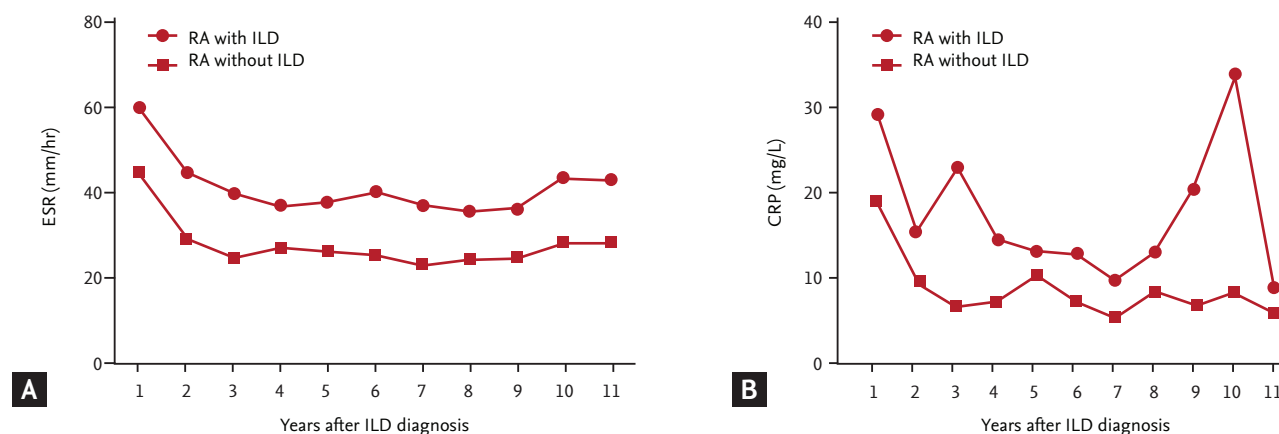 80
60
40
20
0
ESR (mm/hr)
RA with ILD
RA without ILD
1 2 3 4 5 6 7 8 9 10 11
Years after ILD diagnosis
A
40
30
20
10
0
CRP (mg/L)
RA with ILD
RA without ILD
1 2 3 4 5 6 7 8 9 10 11
Years after ILD diagnosis
B